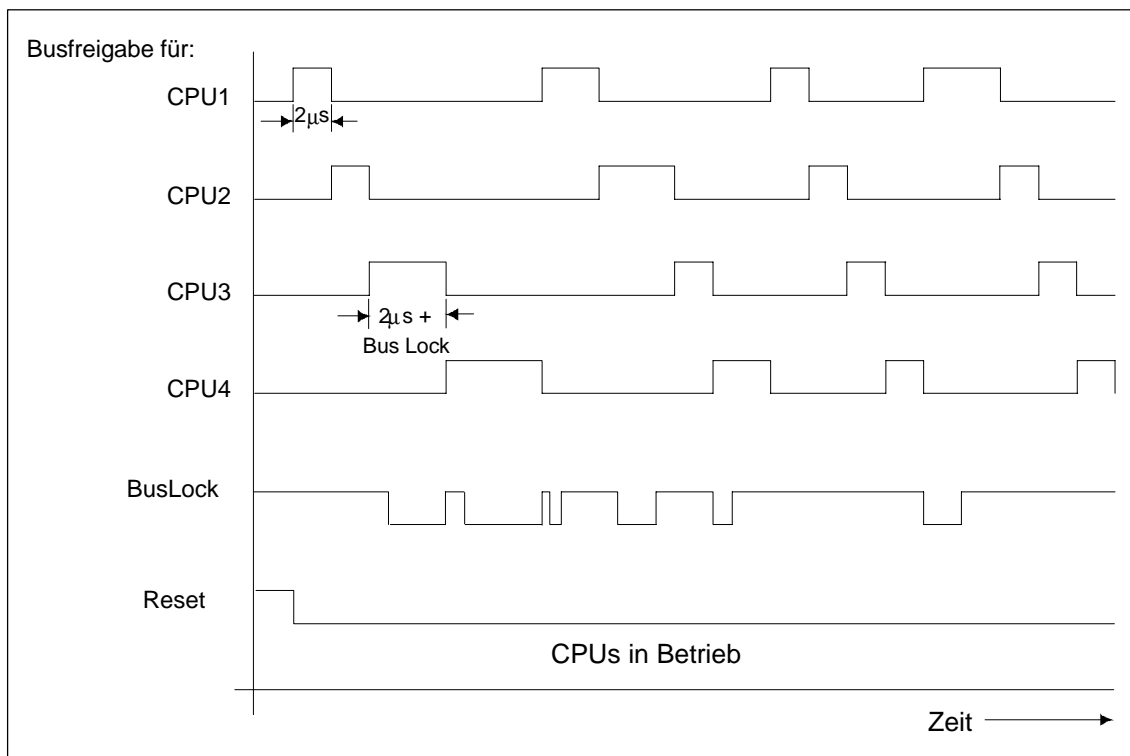 Busfreigabe für:
CPU1
2μs
CPU2
CPU3
2μs +
Bus Lock
CPU4
BusLock
Reset
CPUs in Betrieb
Zeit